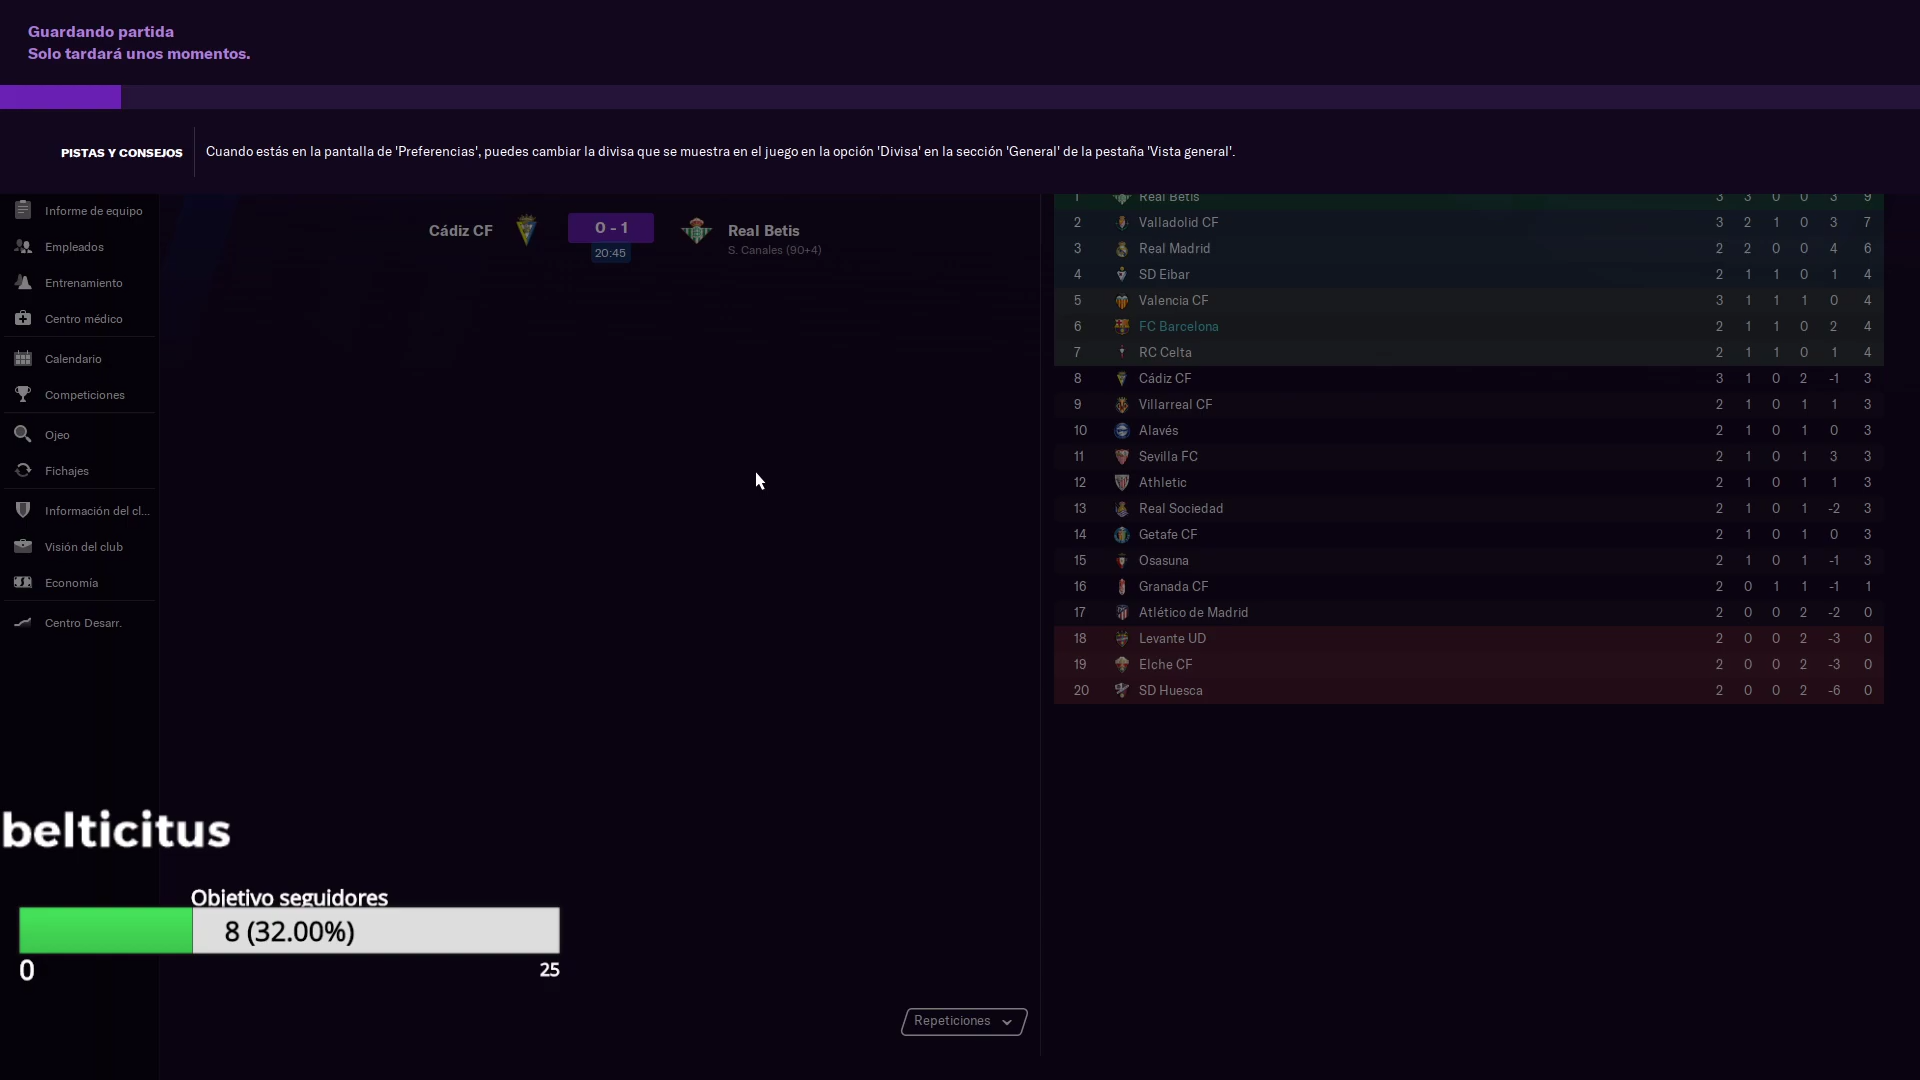 Guardando partida
Solo tardará unos momentos.
PISTAS Y CONSEJOS
Cuando estás en la pantalla de 'Preferencias', puedes cambiar la divisa que se muestra en el juego en la opción 'Divisa' en la sección 'General' de la pestaña 'Vista general'.
Informe de equipo
Empleados
Entrenamiento
Centro médico
Calendario
Competiciones
Ojeo
Fichajes
Información del cl...
Visión del club
Economía
Centro Desarr.
Cádiz CF 0 - 1 Real Betis
20:45 S. Canales (90+4)
1 Real Betis 3 3 0 0 3 9
2 Valladolid CF 3 2 1 0 3 7
3 Real Madrid 2 2 0 0 4 6
4 SD Eibar 2 1 1 0 1 4
5 Valencia CF 3 1 1 1 0 4
6 FC Barcelona 2 1 1 0 2 4
7 RC Celta 2 1 1 0 1 4
8 Cádiz CF 3 1 0 2 -1 3
9 Villarreal CF 2 1 0 1 1 3
10 Alavés 2 1 0 1 0 3
11 Sevilla FC 2 1 0 1 3 3
12 Athletic 2 1 0 1 1 3
13 Real Sociedad 2 1 0 1 -2 3
14 Getafe CF 2 1 0 1 0 3
15 Osasuna 2 1 0 1 -1 3
16 Granada CF 2 0 1 1 -1 1
17 Atlético de Madrid 2 0 0 2 -2 0
18 Levante UD 2 0 0 2 -3 0
19 Elche CF 2 0 0 2 -3 0
20 SD Huesca 2 0 0 2 -6 0
belticitus
Objetivo seguidores
8 (32.00%)
0 25
Repeticiones